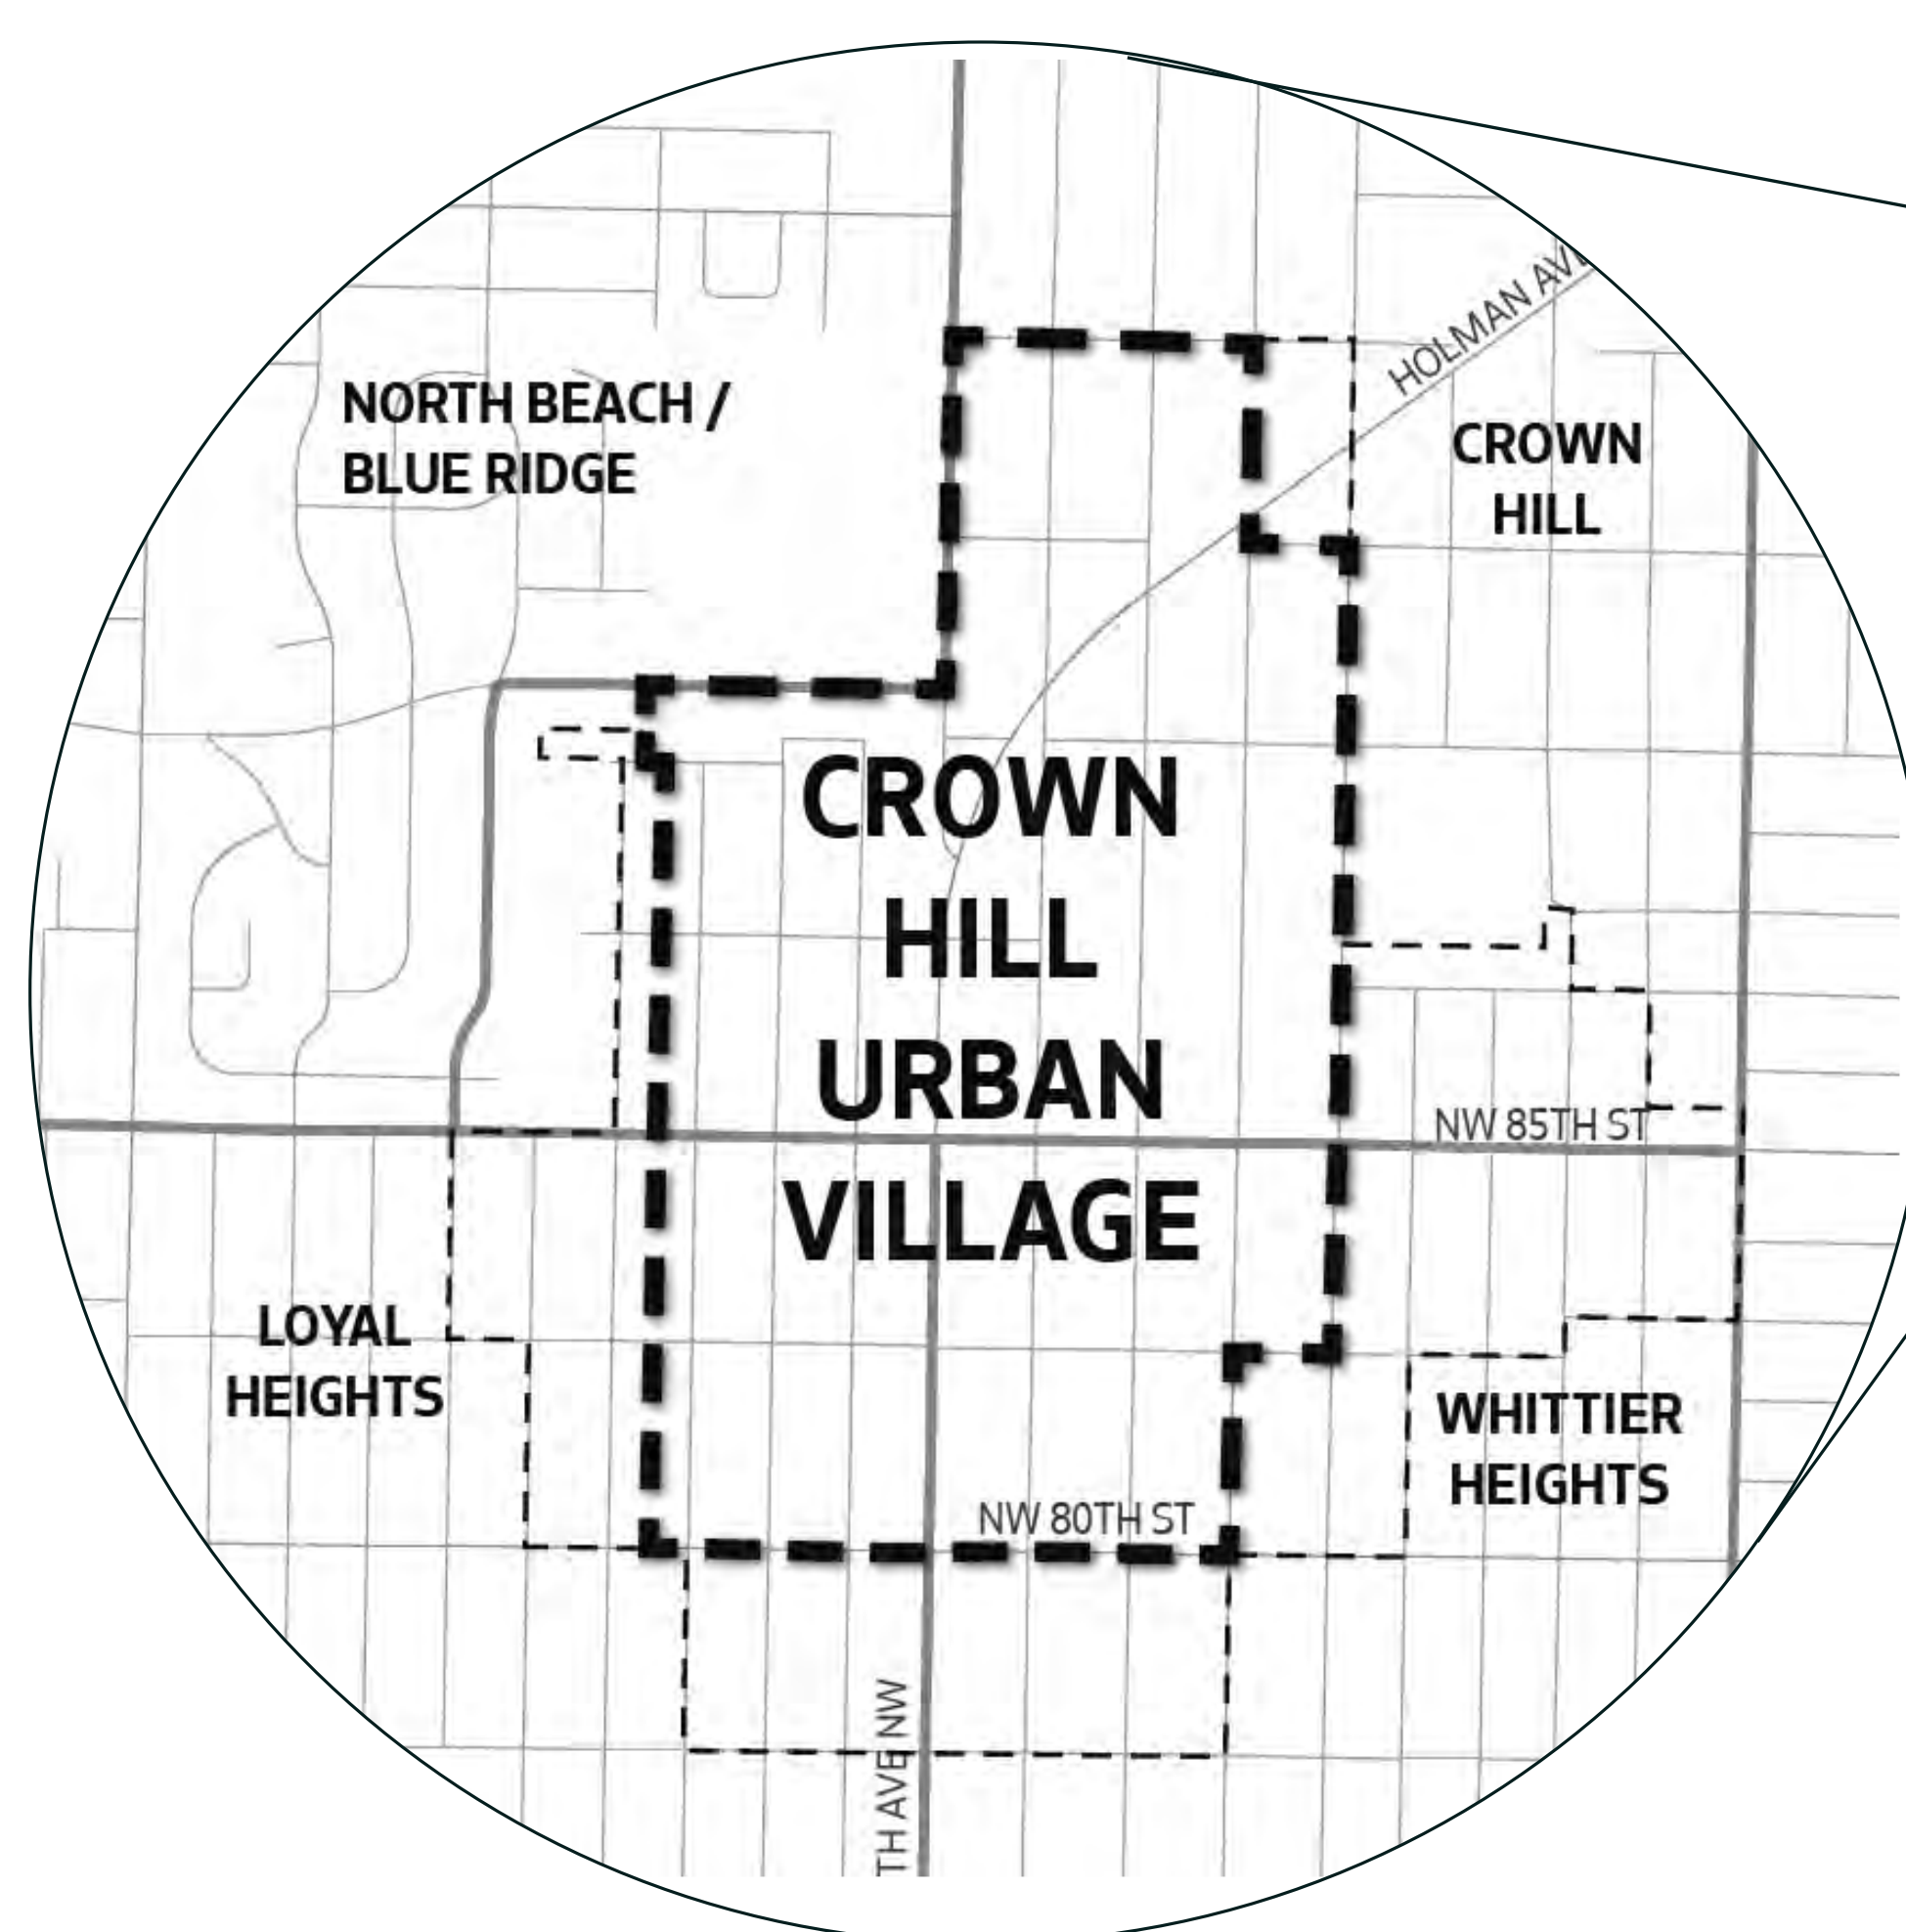 HOLMAN AVE
NORTH BEACH /
BLUE RIDGE
CROWN
HILL
CROWN
HILL
URBAN
VILLAGE
NW 85TH ST
LOYAL
HEIGHTS
WHITTIER
HEIGHTS
NW 80TH ST
TH AVE NW